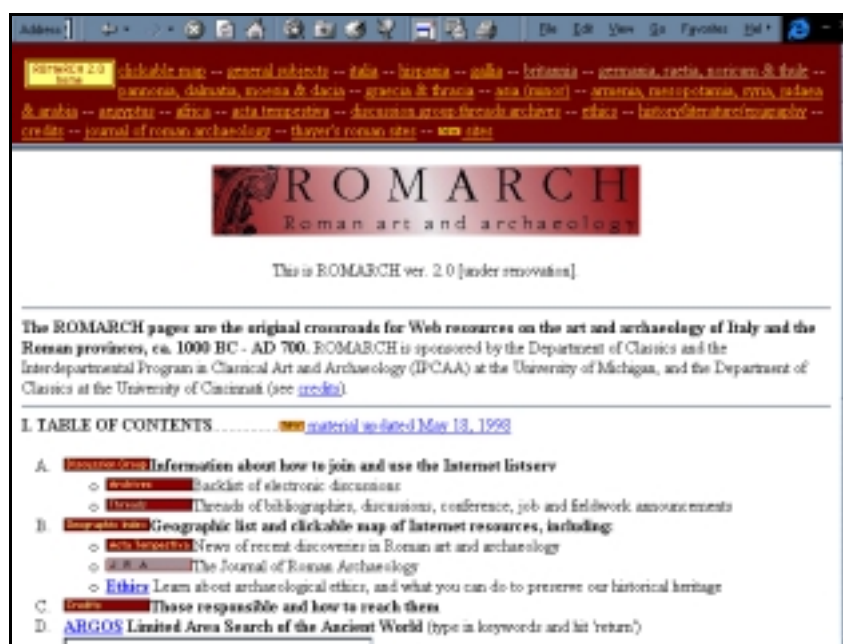 Address
File Edit View Go Favorites Hel
ROMARCH 2.0 home clickable map -- general subjects -- italia -- hispania -- gallia -- britannia -- germania, raetia, noricum & thule --
pannonia, dalmatia, moesia & dacia -- graecia & thracia -- asia (minor) -- armenia, mesopotamia, syria, iudaea
& arabia -- aegyptus -- africa -- acta tempestiva -- discussion group threads archives -- ethics -- history/literature/geography --
credits -- journal of roman archaeology -- thayer's roman sites -- new sites
ROMARCH
Roman art and archaeology
This is ROMARCH ver. 2.0 [under renovation].
The ROMARCH pages are the original crossroads for Web resources on the art and archaeology of Italy and the
Roman provinces, ca. 1000 BC - AD 700. ROMARCH is sponsored by the Department of Classics and the
Interdepartmental Program in Classical Art and Archaeology (IPCAA) at the University of Michigan, and the Department of
Classics at the University of Cincinnati (see credits).
I. TABLE OF CONTENTS............new material updated May 18, 1998
A. Discussion Group Information about how to join and use the Internet listserv
o Archives Backlist of electronic discussions
o Threads Threads of bibliographies, discussions, conference, job and fieldwork announcements
B. Geographic Index Geographic list and clickable map of Internet resources, including:
o Acta Tempestiva News of recent discoveries in Roman art and archaeology
o J R A The Journal of Roman Archaeology
o Ethics Learn about archaeological ethics, and what you can do to preserve our historical heritage
C. Credits Those responsible and how to reach them
D. ARGOS Limited Area Search of the Ancient World (type in keywords and hit 'return')